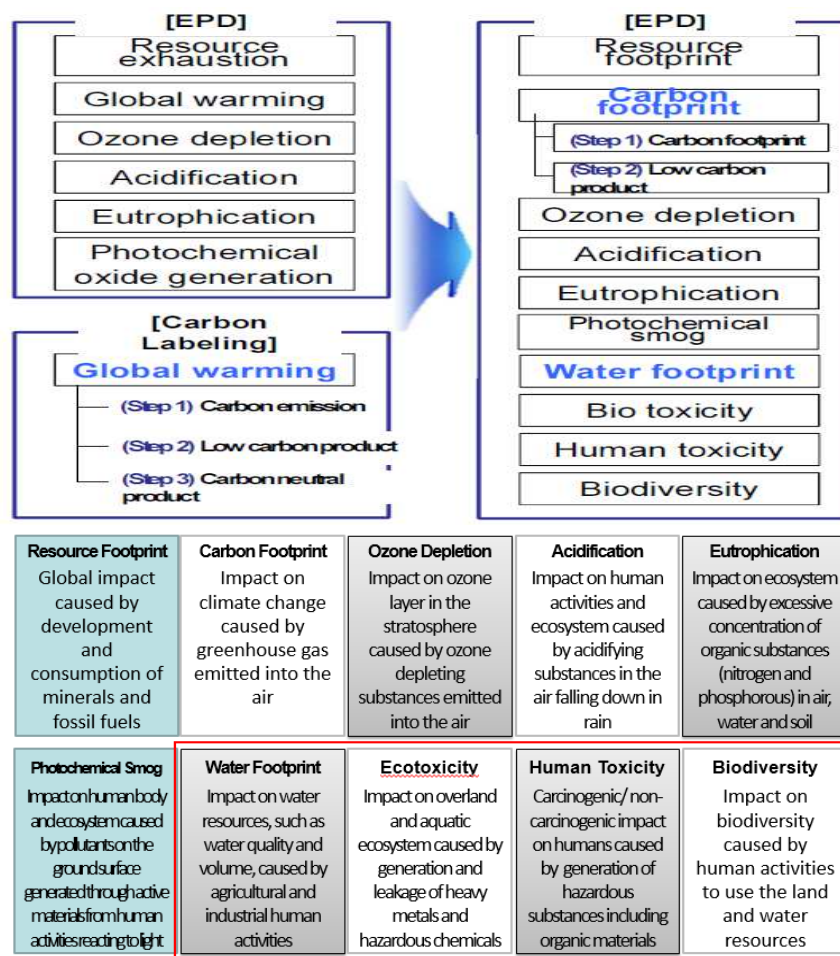 [EPD]
Resource
exhaustion
Global warming
Ozone depletion
Acidification
Eutrophication
Photochemical
oxide generation
[Carbon
Labeling]
Global warming
(Step 1) Carbon emission
(Step 2) Low carbon product
(Step 3) Carbon neutral
product
[EPD]
Resource
footprint
Carbon
footprint
(Step 1) Carbon footprint
(Step 2) Low carbon
product
Ozone depletion
Acidification
Eutrophication
Photochemical
smog
Water footprint
Bio toxicity
Human toxicity
Biodiversity
Resource Footprint
Global impact
caused by
development
and
consumption of
minerals and
fossil fuels
Carbon Footprint
Impact on
climate change
caused by
greenhouse gas
emitted into the
air
Ozone Depletion
Impact on ozone
layer in the
stratosphere
caused by ozone
depleting
substances emitted
into the air
Acidification
Impact on human
activities and
ecosystem caused
by acidifying
substances in the
air falling down in
rain
Eutrophication
Impact on ecosystem
caused by excessive
concentration of
organic substances
(nitrogen and
phosphorous) in air,
water and soil
Photochemical Smog
Impact on human body
and ecosystem caused
by pollutants on the
ground surface
generated through active
materials from human
activities reacting to light
Water Footprint
Impact on water
resources, such as
water quality and
volume, caused by
agricultural and
industrial human
activities
Ecotoxicity
Impact on overland
and aquatic
ecosystem caused by
generation and
leakage of heavy
metals and
hazardous chemicals
Human Toxicity
Carcinogenic/ non-
carcinogenic impact
on humans caused
by generation of
hazardous
substances including
organic materials
Biodiversity
Impact on
biodiversity
caused by
human activities
to use the land
and water
resources